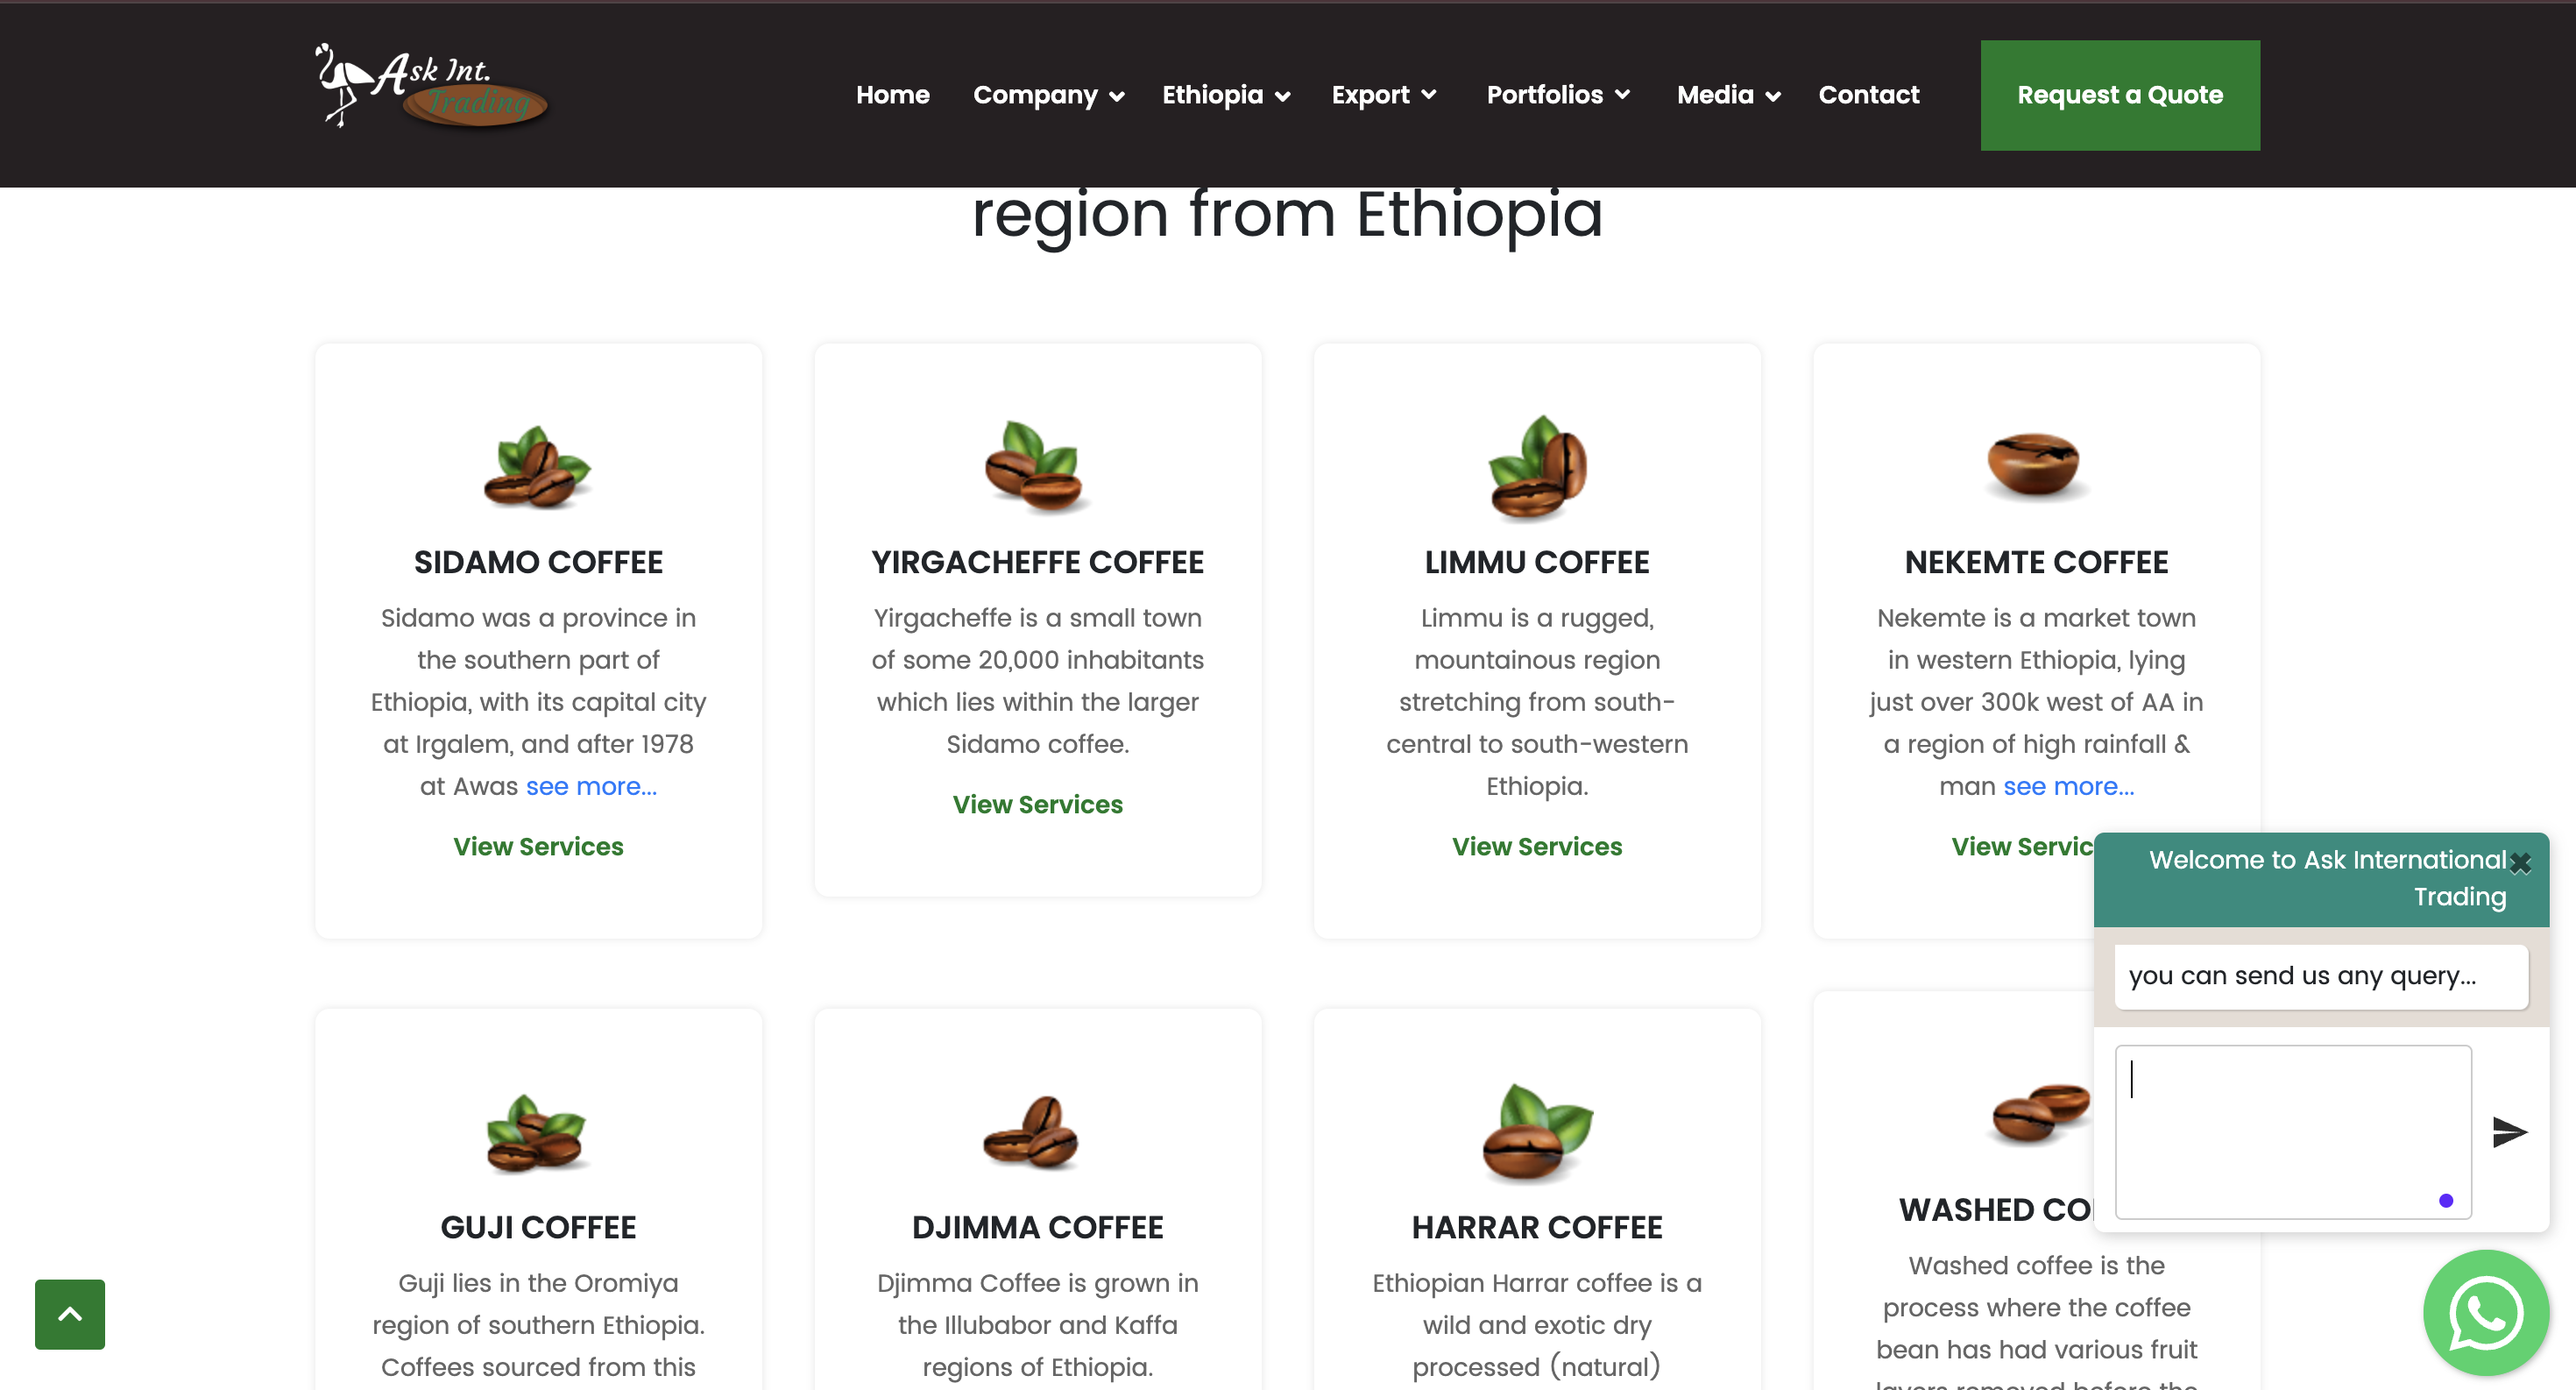 Ask Int.
Trading
Home
Company
Ethiopia
Export
Portfolios
Media
Contact
Request a Quote
region from Ethiopia
SIDAMO COFFEE
Sidamo was a province in
the southern part of
Ethiopia, with its capital city
at Irgalem, and after 1978
at Awas see more...
View Services
YIRGACHEFFE COFFEE
Yirgacheffe is a small town
of some 20,000 inhabitants
which lies within the larger
Sidamo coffee.
View Services
LIMMU COFFEE
Limmu is a rugged,
mountainous region
stretching from south-
central to south-western
Ethiopia.
View Services
NEKEMTE COFFEE
Nekemte is a market town
in western Ethiopia, lying
just over 300k west of AA in
a region of high rainfall &
man see more...
View Servic
GUJI COFFEE
Guji lies in the Oromiya
region of southern Ethiopia.
Coffees sourced from this
DJIMMA COFFEE
Djimma Coffee is grown in
the Illubabor and Kaffa
regions of Ethiopia.
HARRAR COFFEE
Ethiopian Harrar coffee is a
wild and exotic dry
processed (natural)
WASHED CO
Washed coffee is the
process where the coffee
bean has had various fruit
layers removed before the
Welcome to Ask International
Trading
you can send us any query...